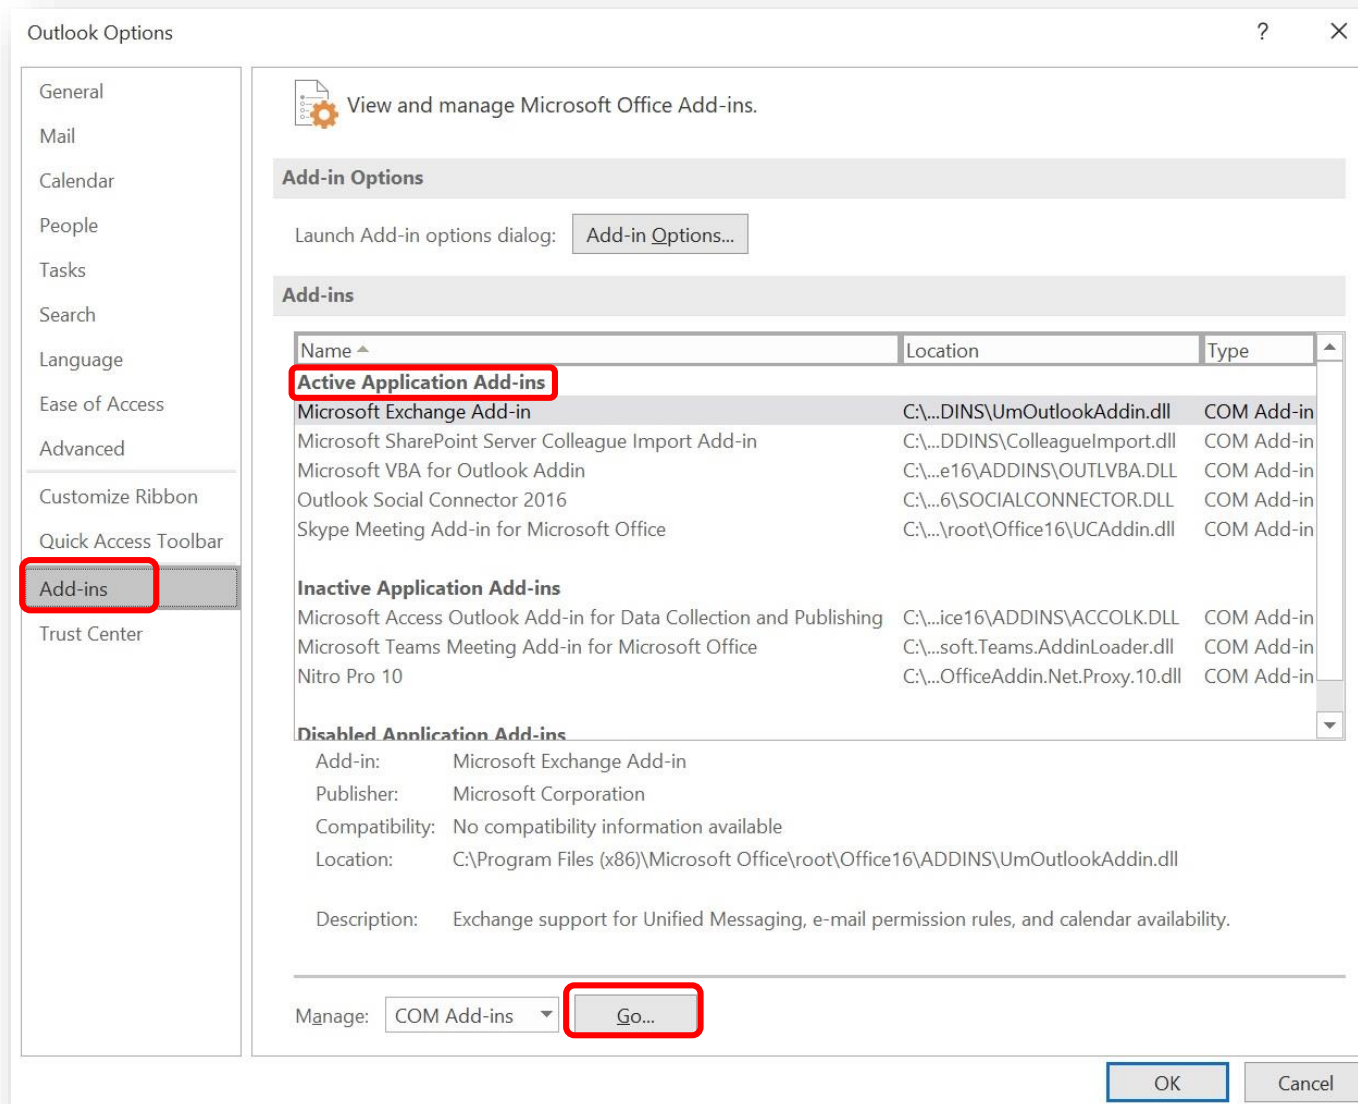 Outlook Options
?
General
Mail
Calendar
People
Tasks
Search
Language
Ease of Access
Advanced
Customize Ribbon
Quick Access Toolbar
Add-ins
Trust Center
View and manage Microsoft Office Add-ins.
Add-in Options
Launch Add-in options dialog: Add-in Options...
Add-ins
Name Location Type
Active Application Add-ins
Microsoft Exchange Add-in C:\...DINS\UmOutlookAddin.dll COM Add-in
Microsoft SharePoint Server Colleague Import Add-in C:\...DDINS\ColleagueImport.dll COM Add-in
Microsoft VBA for Outlook Addin C:\...e16\ADDINS\OUTLVBA.DLL COM Add-in
Outlook Social Connector 2016 C:\...6\SOCIALCONNECTOR.DLL COM Add-in
Skype Meeting Add-in for Microsoft Office C:\...\root\Office16\UCAddin.dll COM Add-in
Inactive Application Add-ins
Microsoft Access Outlook Add-in for Data Collection and Publishing C:\...ice16\ADDINS\ACCOLK.DLL COM Add-in
Microsoft Teams Meeting Add-in for Microsoft Office C:\...soft.Teams.AddinLoader.dll COM Add-in
Nitro Pro 10 C:\...OfficeAddin.Net.Proxy.10.dll COM Add-in
Disabled Application Add-ins
Add-in: Microsoft Exchange Add-in
Publisher: Microsoft Corporation
Compatibility: No compatibility information available
Location: C:\Program Files (x86)\Microsoft Office\root\Office16\ADDINS\UmOutlookAddin.dll
Description: Exchange support for Unified Messaging, e-mail permission rules, and calendar availability.
Manage: COM Add-ins Go...
OK Cancel